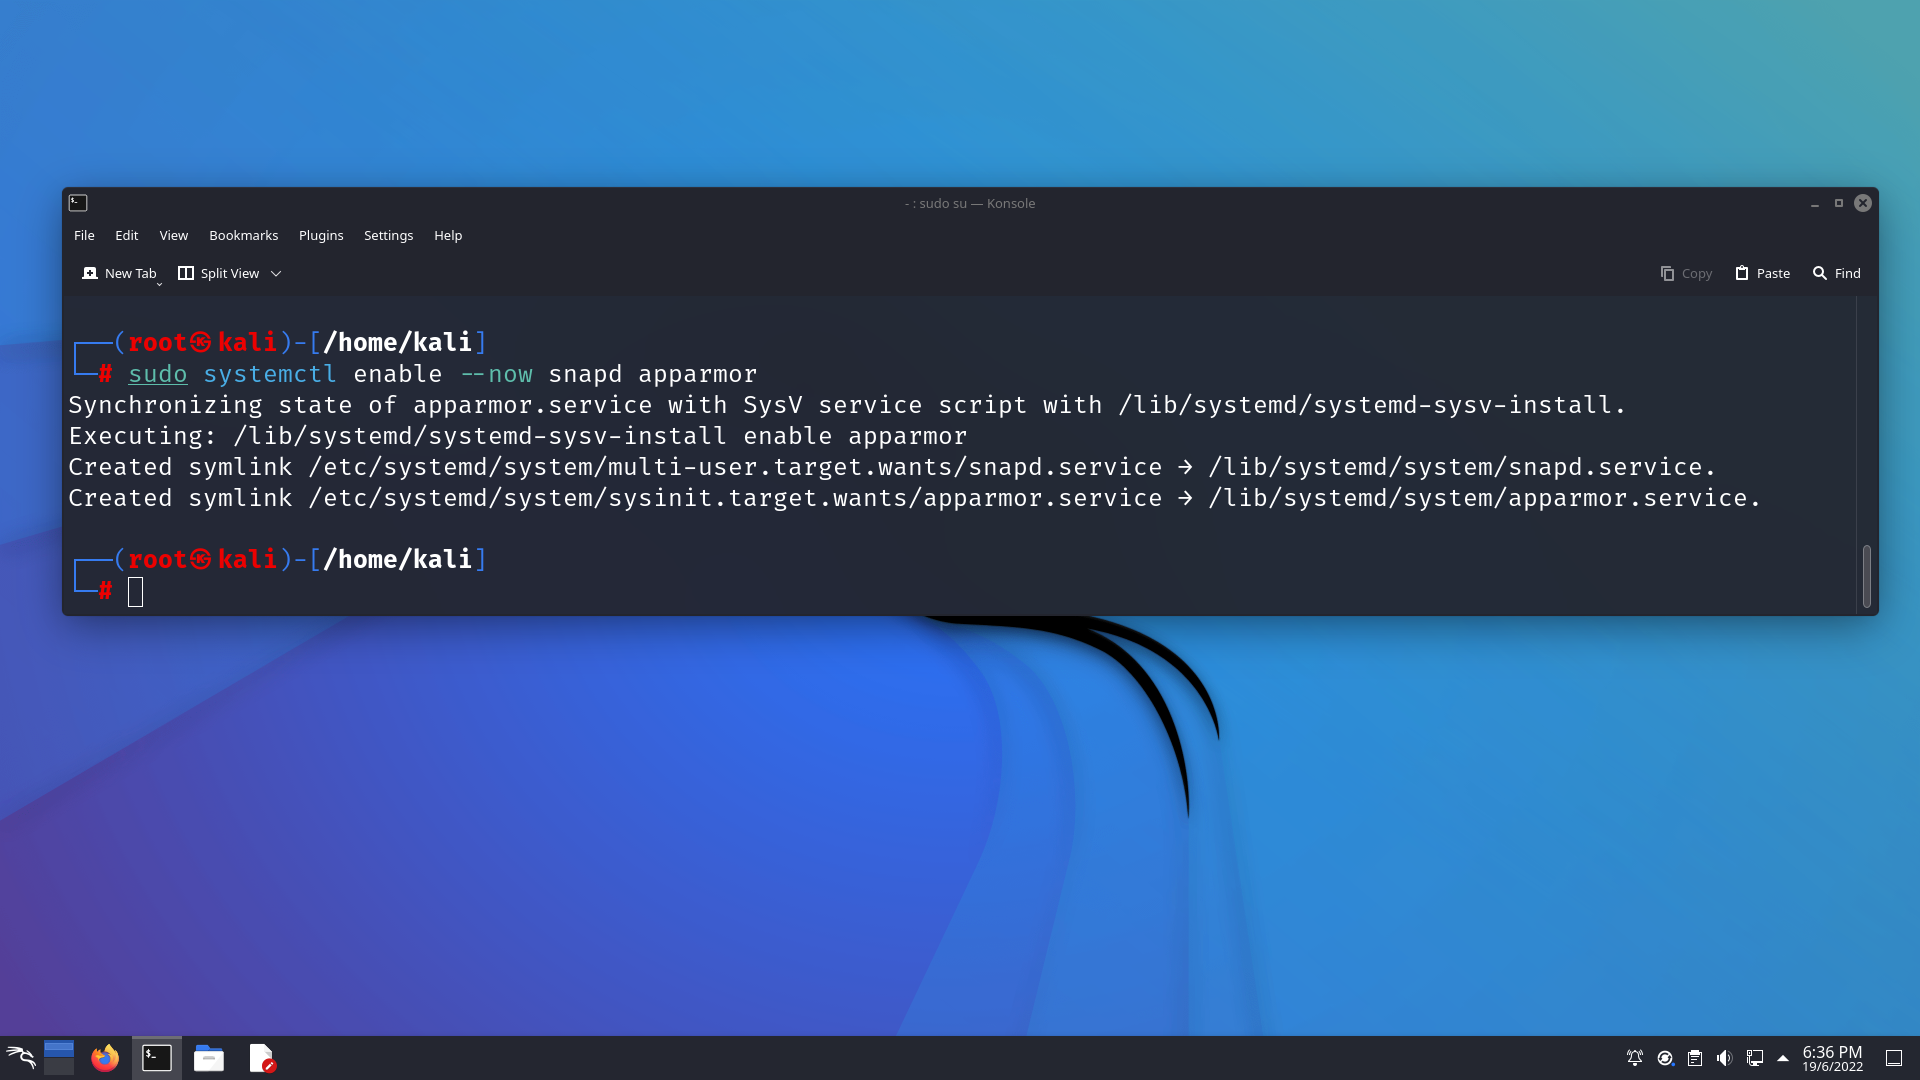 - : sudo su — Konsole
File Edit View Bookmarks Plugins Settings Help
New Tab Split View Copy Paste Find
┌──(root㉿kali)-[/home/kali]
└─# sudo systemctl enable --now snapd apparmor
Synchronizing state of apparmor.service with SysV service script with /lib/systemd/systemd-sysv-install.
Executing: /lib/systemd/systemd-sysv-install enable apparmor
Created symlink /etc/systemd/system/multi-user.target.wants/snapd.service → /lib/systemd/system/snapd.service.
Created symlink /etc/systemd/system/sysinit.target.wants/apparmor.service → /lib/systemd/system/apparmor.service.
┌──(root㉿kali)-[/home/kali]
└─#
6:36 PM
19/6/2022